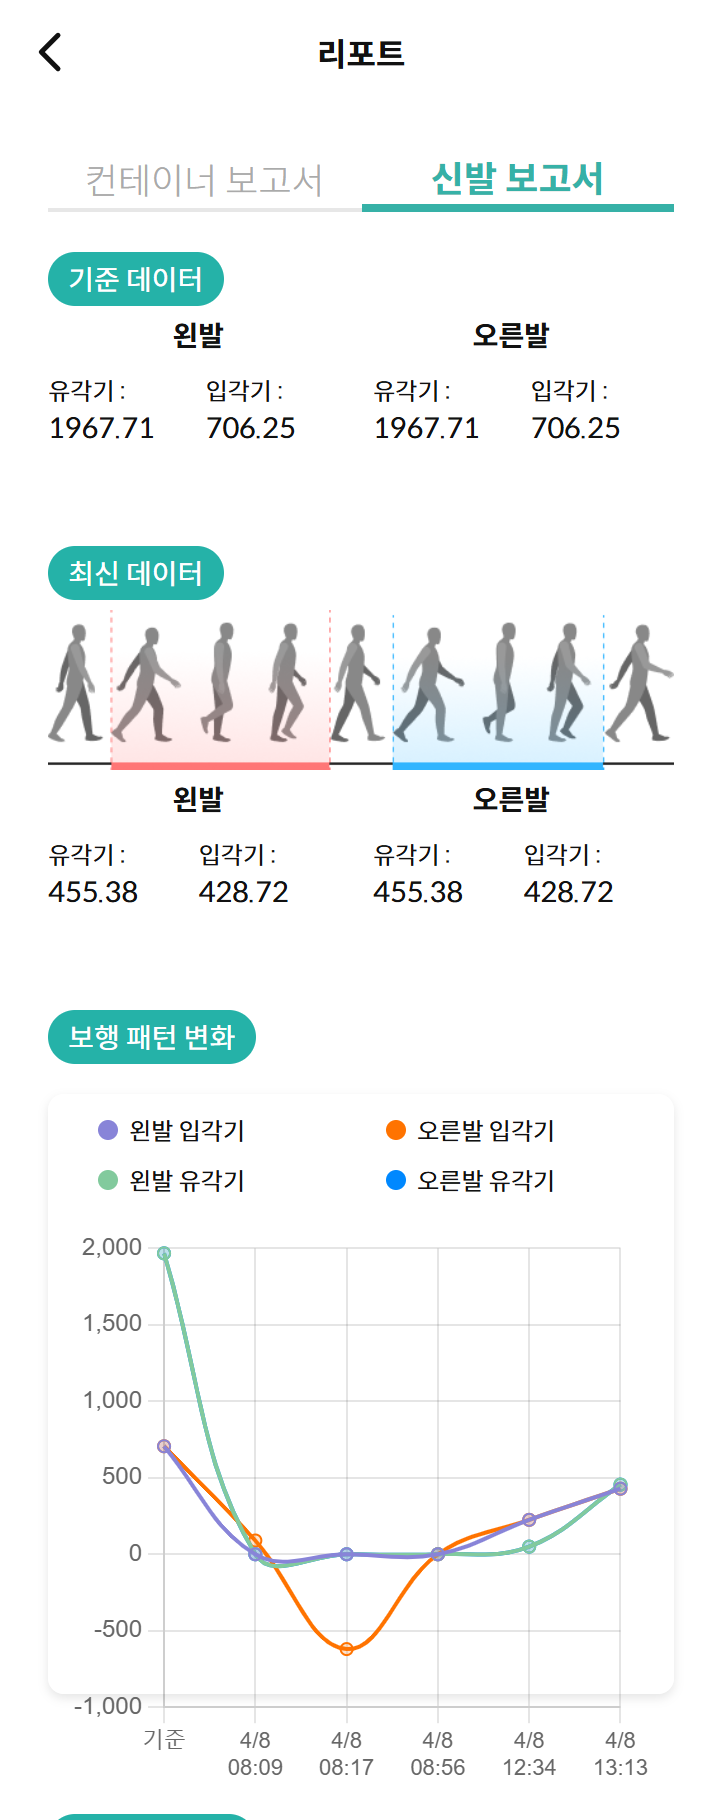 리포트
컨테이너 보고서 신발 보고서
기준 데이터
왼발 오른발
유각기 : 입각기 : 유각기 : 입각기 :
1967.71 706.25 1967.71 706.25
최신 데이터
왼발 오른발
유각기 : 입각기 : 유각기 : 입각기 :
455.38 428.72 455.38 428.72
보행 패턴 변화
왼발 입각기 오른발 입각기
왼발 유각기 오른발 유각기
2,000
1,500
1,000
500
0
-500
-1,000
기준 4/8 4/8 4/8 4/8 4/8
08:09 08:17 08:56 12:34 13:13